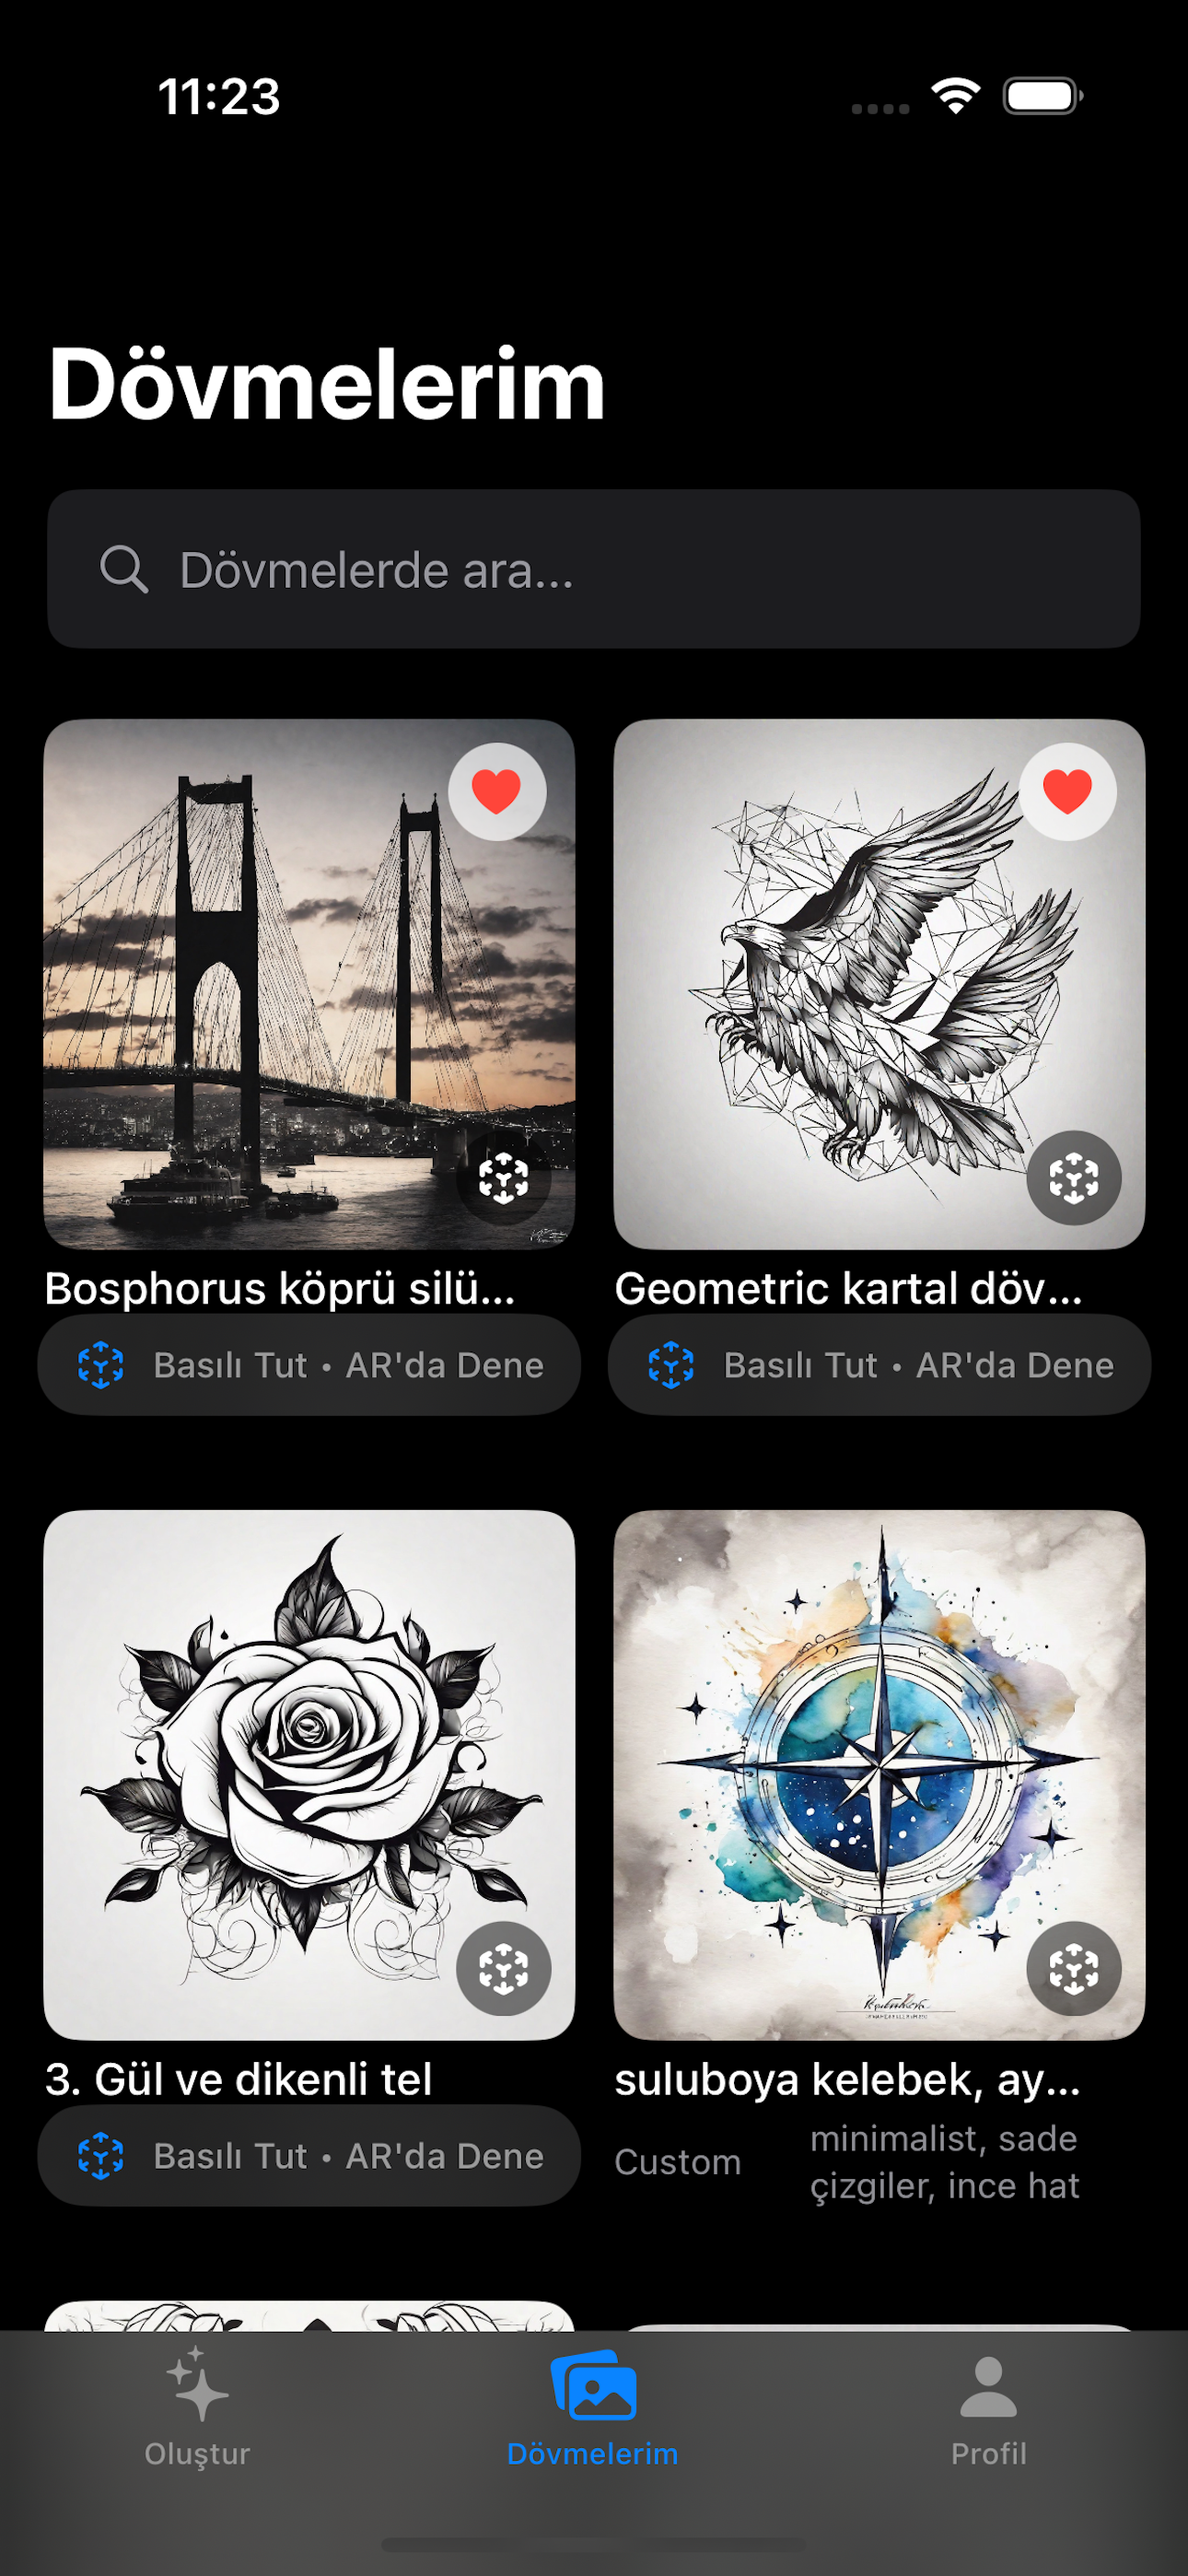 11:23
Dövmelerim
Dövmelerde ara...
Bosphorus köprü silü...
Geometric kartal döv...
Basılı Tut • AR'da Dene
Basılı Tut • AR'da Dene
3. Gül ve dikenli tel
suluboya kelebek, ay...
Basılı Tut • AR'da Dene
Custom
minimalist, sade
çizgiler, ince hat
Oluştur
Dövmelerim
Profil